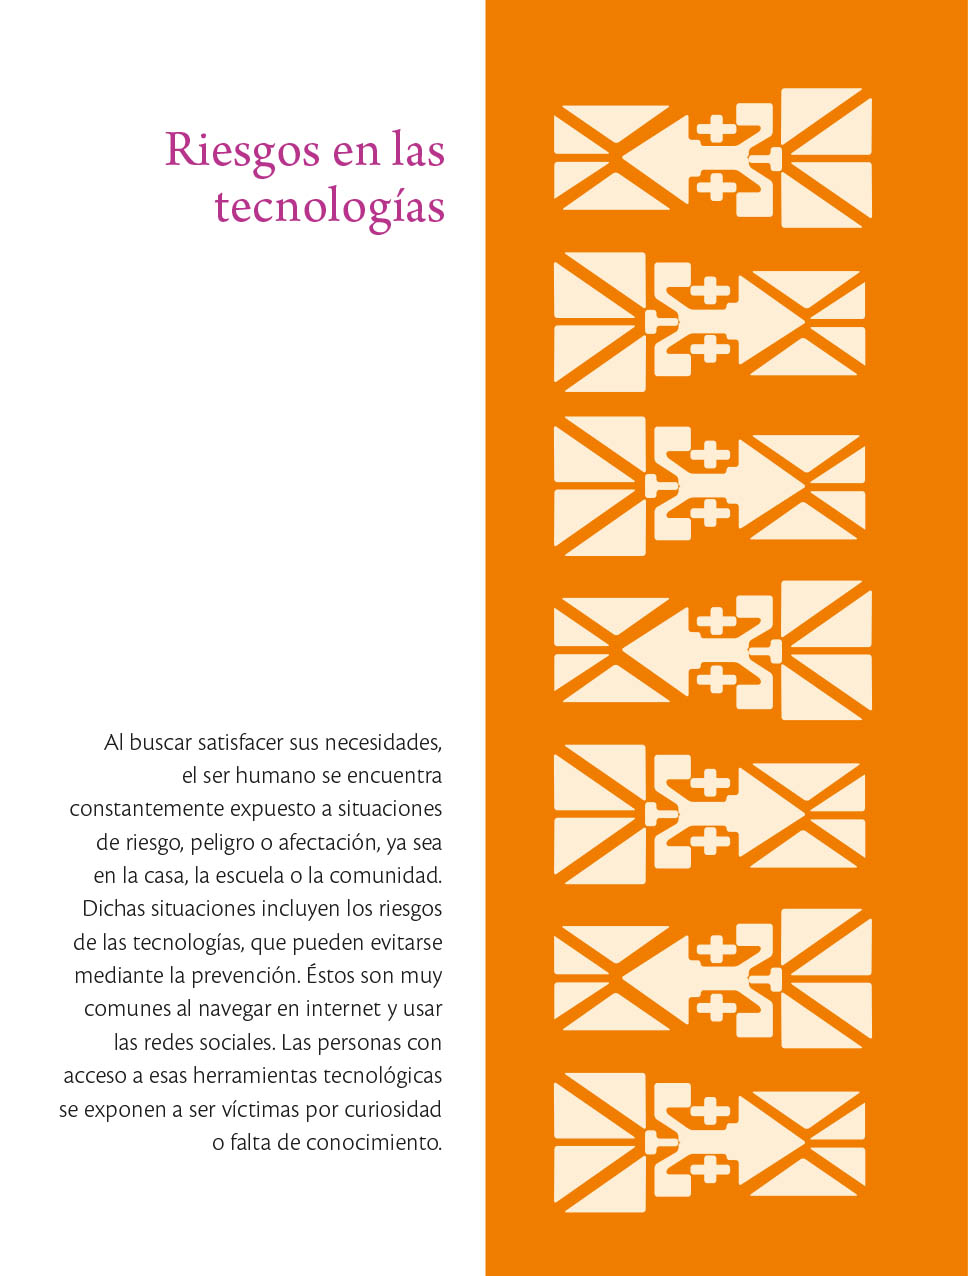 Riesgos en las
tecnologías
Al buscar satisfacer sus necesidades,
el ser humano se encuentra
constantemente expuesto a situaciones
de riesgo, peligro o afectación, ya sea
en la casa, la escuela o la comunidad.
Dichas situaciones incluyen los riesgos
de las tecnologías, que pueden evitarse
mediante la prevención. Éstos son muy
comunes al navegar en internet y usar
las redes sociales. Las personas con
acceso a esas herramientas tecnológicas
se exponen a ser víctimas por curiosidad
o falta de conocimiento.